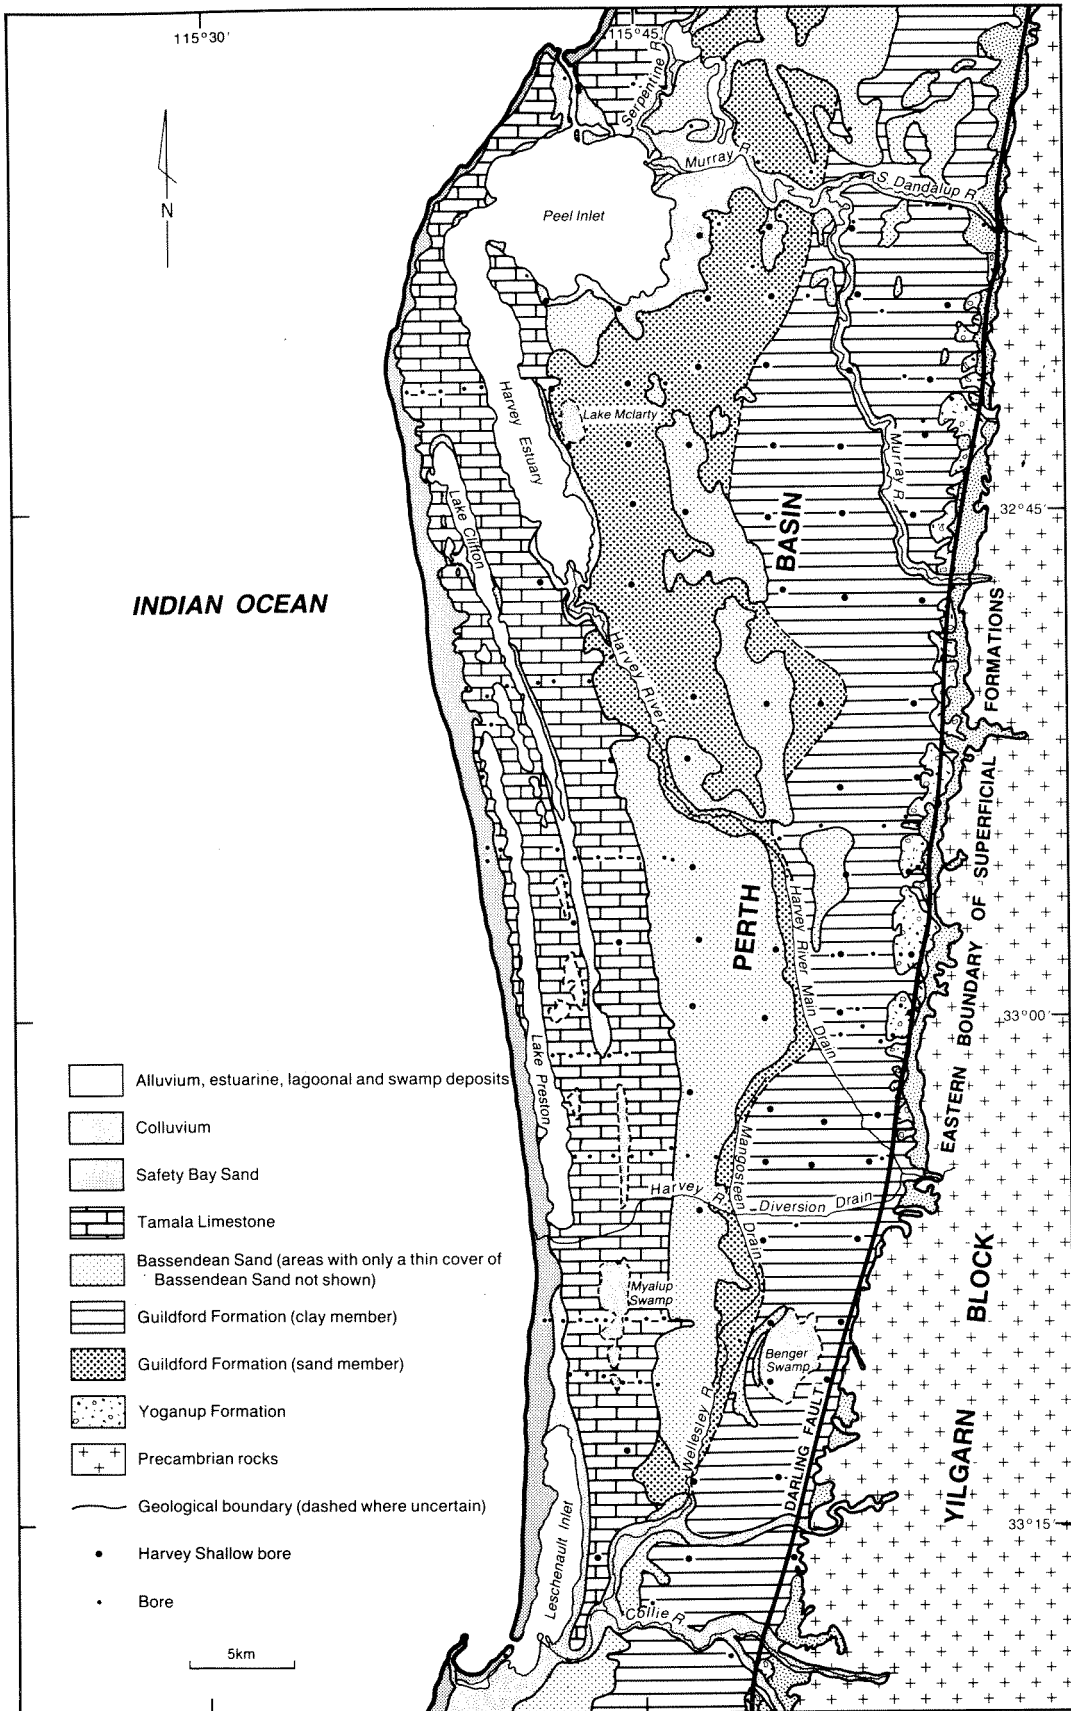 115°30'
115°45'
Serpentine R
Murray R
S. Dandalup R
N
Peel Inlet
Harvey Estuary
Lake Mclarty
Murray R
Lake Clifton
32°45'
BASIN
INDIAN OCEAN
Harvey River
EASTERN BOUNDARY OF SUPERFICIAL FORMATIONS
PERTH
Harvey River Main Drain
33°00'
Lake Preston
Alluvium, estuarine, lagoonal and swamp deposits
Colluvium
Safety Bay Sand
Tamala Limestone
Bassendean Sand (areas with only a thin cover of
Bassendean Sand not shown)
Guildford Formation (clay member)
Guildford Formation (sand member)
Yoganup Formation
Precambrian rocks
Geological boundary (dashed where uncertain)
Harvey Shallow bore
Bore
5km
Mangosteen Drain
Harvey R
Diversion Drain
Myalup
Swamp
Benger
Swamp
Wellesley R
DARLING FAULT
YILGARN BLOCK
33°15'
Leschenault Inlet
Collie R